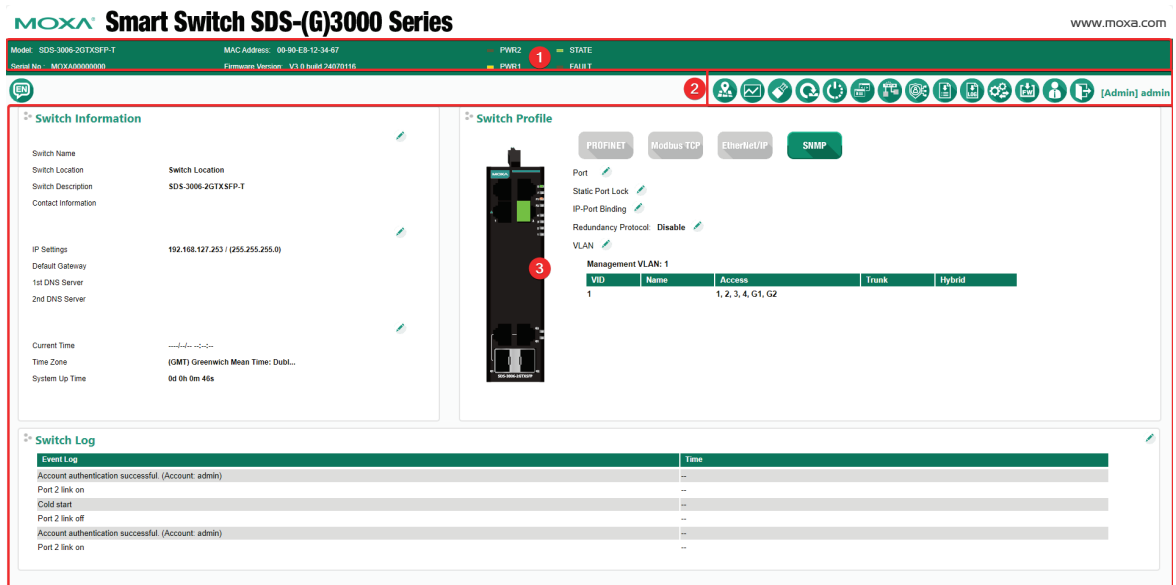 MOXA Smart Switch SDS-(G)3000 Series
www.moxa.com
Model: SDS-3006-2GTXSFP-T MAC Address: 00-90-E8-12-34-67 PWR2 STATE
Serial No.: MOXA00000000 Firmware Version: V3.0 build 24070116 PWR1 FAULT
1
EN
2
LOG
FW
[Admin] admin
Switch Information
Switch Name
Switch Location Switch Location
Switch Description SDS-3006-2GTXSFP-T
Contact Information
IP Settings 192.168.127.253 / (255.255.255.0)
Default Gateway
1st DNS Server
2nd DNS Server
Current Time ----/--/-- --:--:--
Time Zone (GMT) Greenwich Mean Time: Dubl...
System Up Time 0d 0h 0m 46s
Switch Profile
PROFINET Modbus TCP EtherNet/IP SNMP
MOXA
3
SDS-3006-2GTXSFP
Port
Static Port Lock
IP-Port Binding
Redundancy Protocol: Disable
VLAN
Management VLAN: 1
VID Name Access Trunk Hybrid
1 1, 2, 3, 4, G1, G2
Switch Log
Event Log Time
Account authentication successful. (Account: admin) --
Port 2 link on --
Cold start --
Port 2 link off --
Account authentication successful. (Account: admin) --
Port 2 link on --